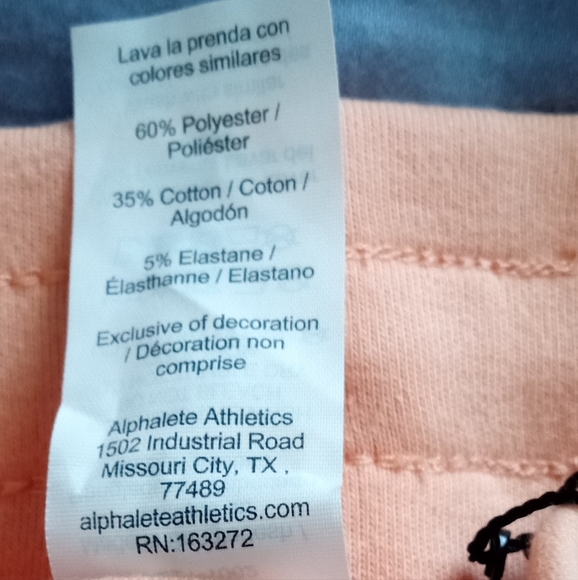 Lava la prenda con
colores similares
60% Polyester /
Poliéster
35% Cotton / Coton /
Algodón
5% Elastane /
Élasthanne / Elastano
Exclusive of decoration
/ Décoration non
comprise
Alphalete Athletics
1502 Industrial Road
Missouri City, TX ,
77489
alphaleteathletics.com
RN:163272